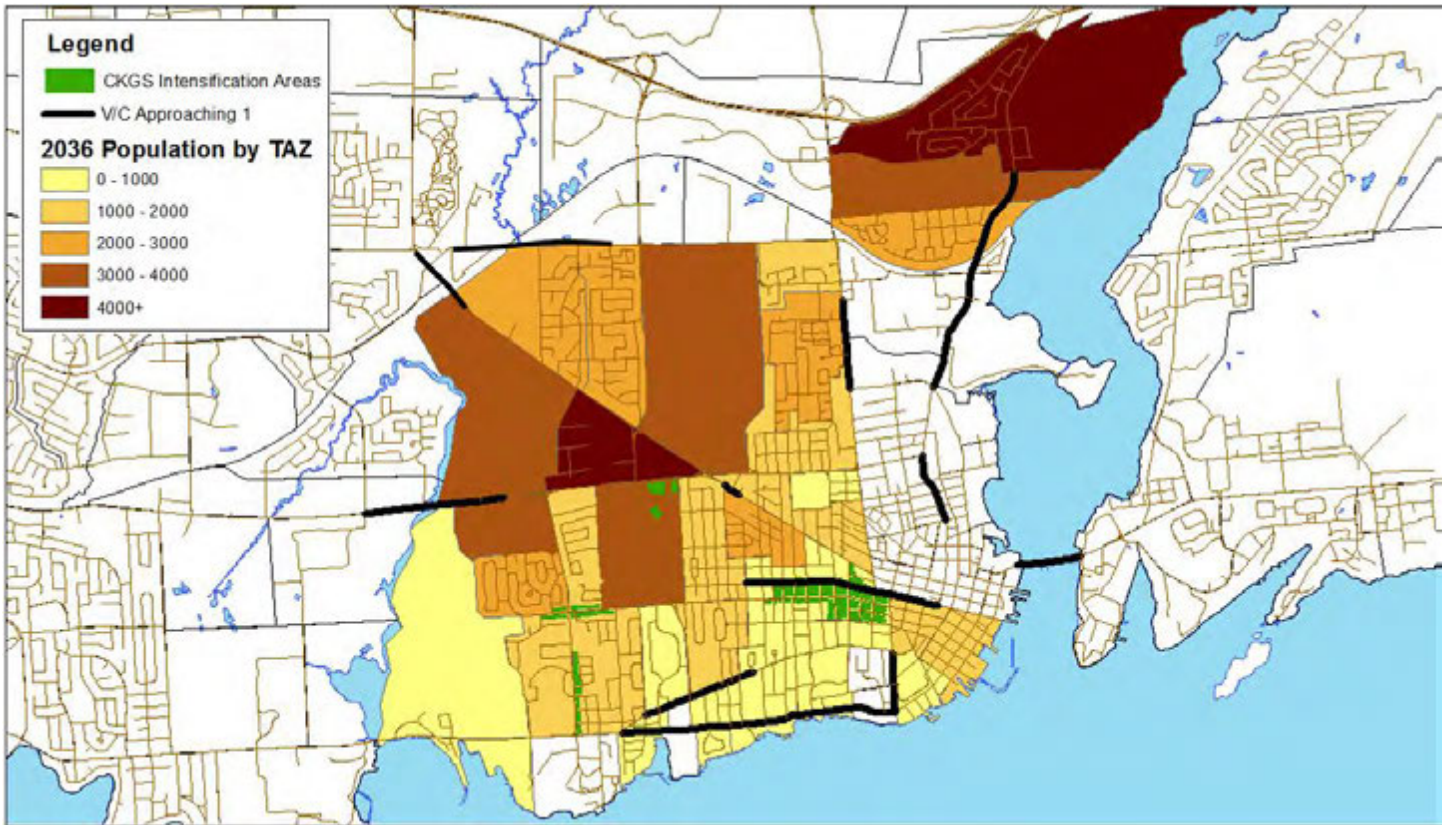 Legend
CKGS Intensification Areas
V/C Approaching 1
2036 Population by TAZ
0 - 1000
1000 - 2000
2000 - 3000
3000 - 4000
4000+